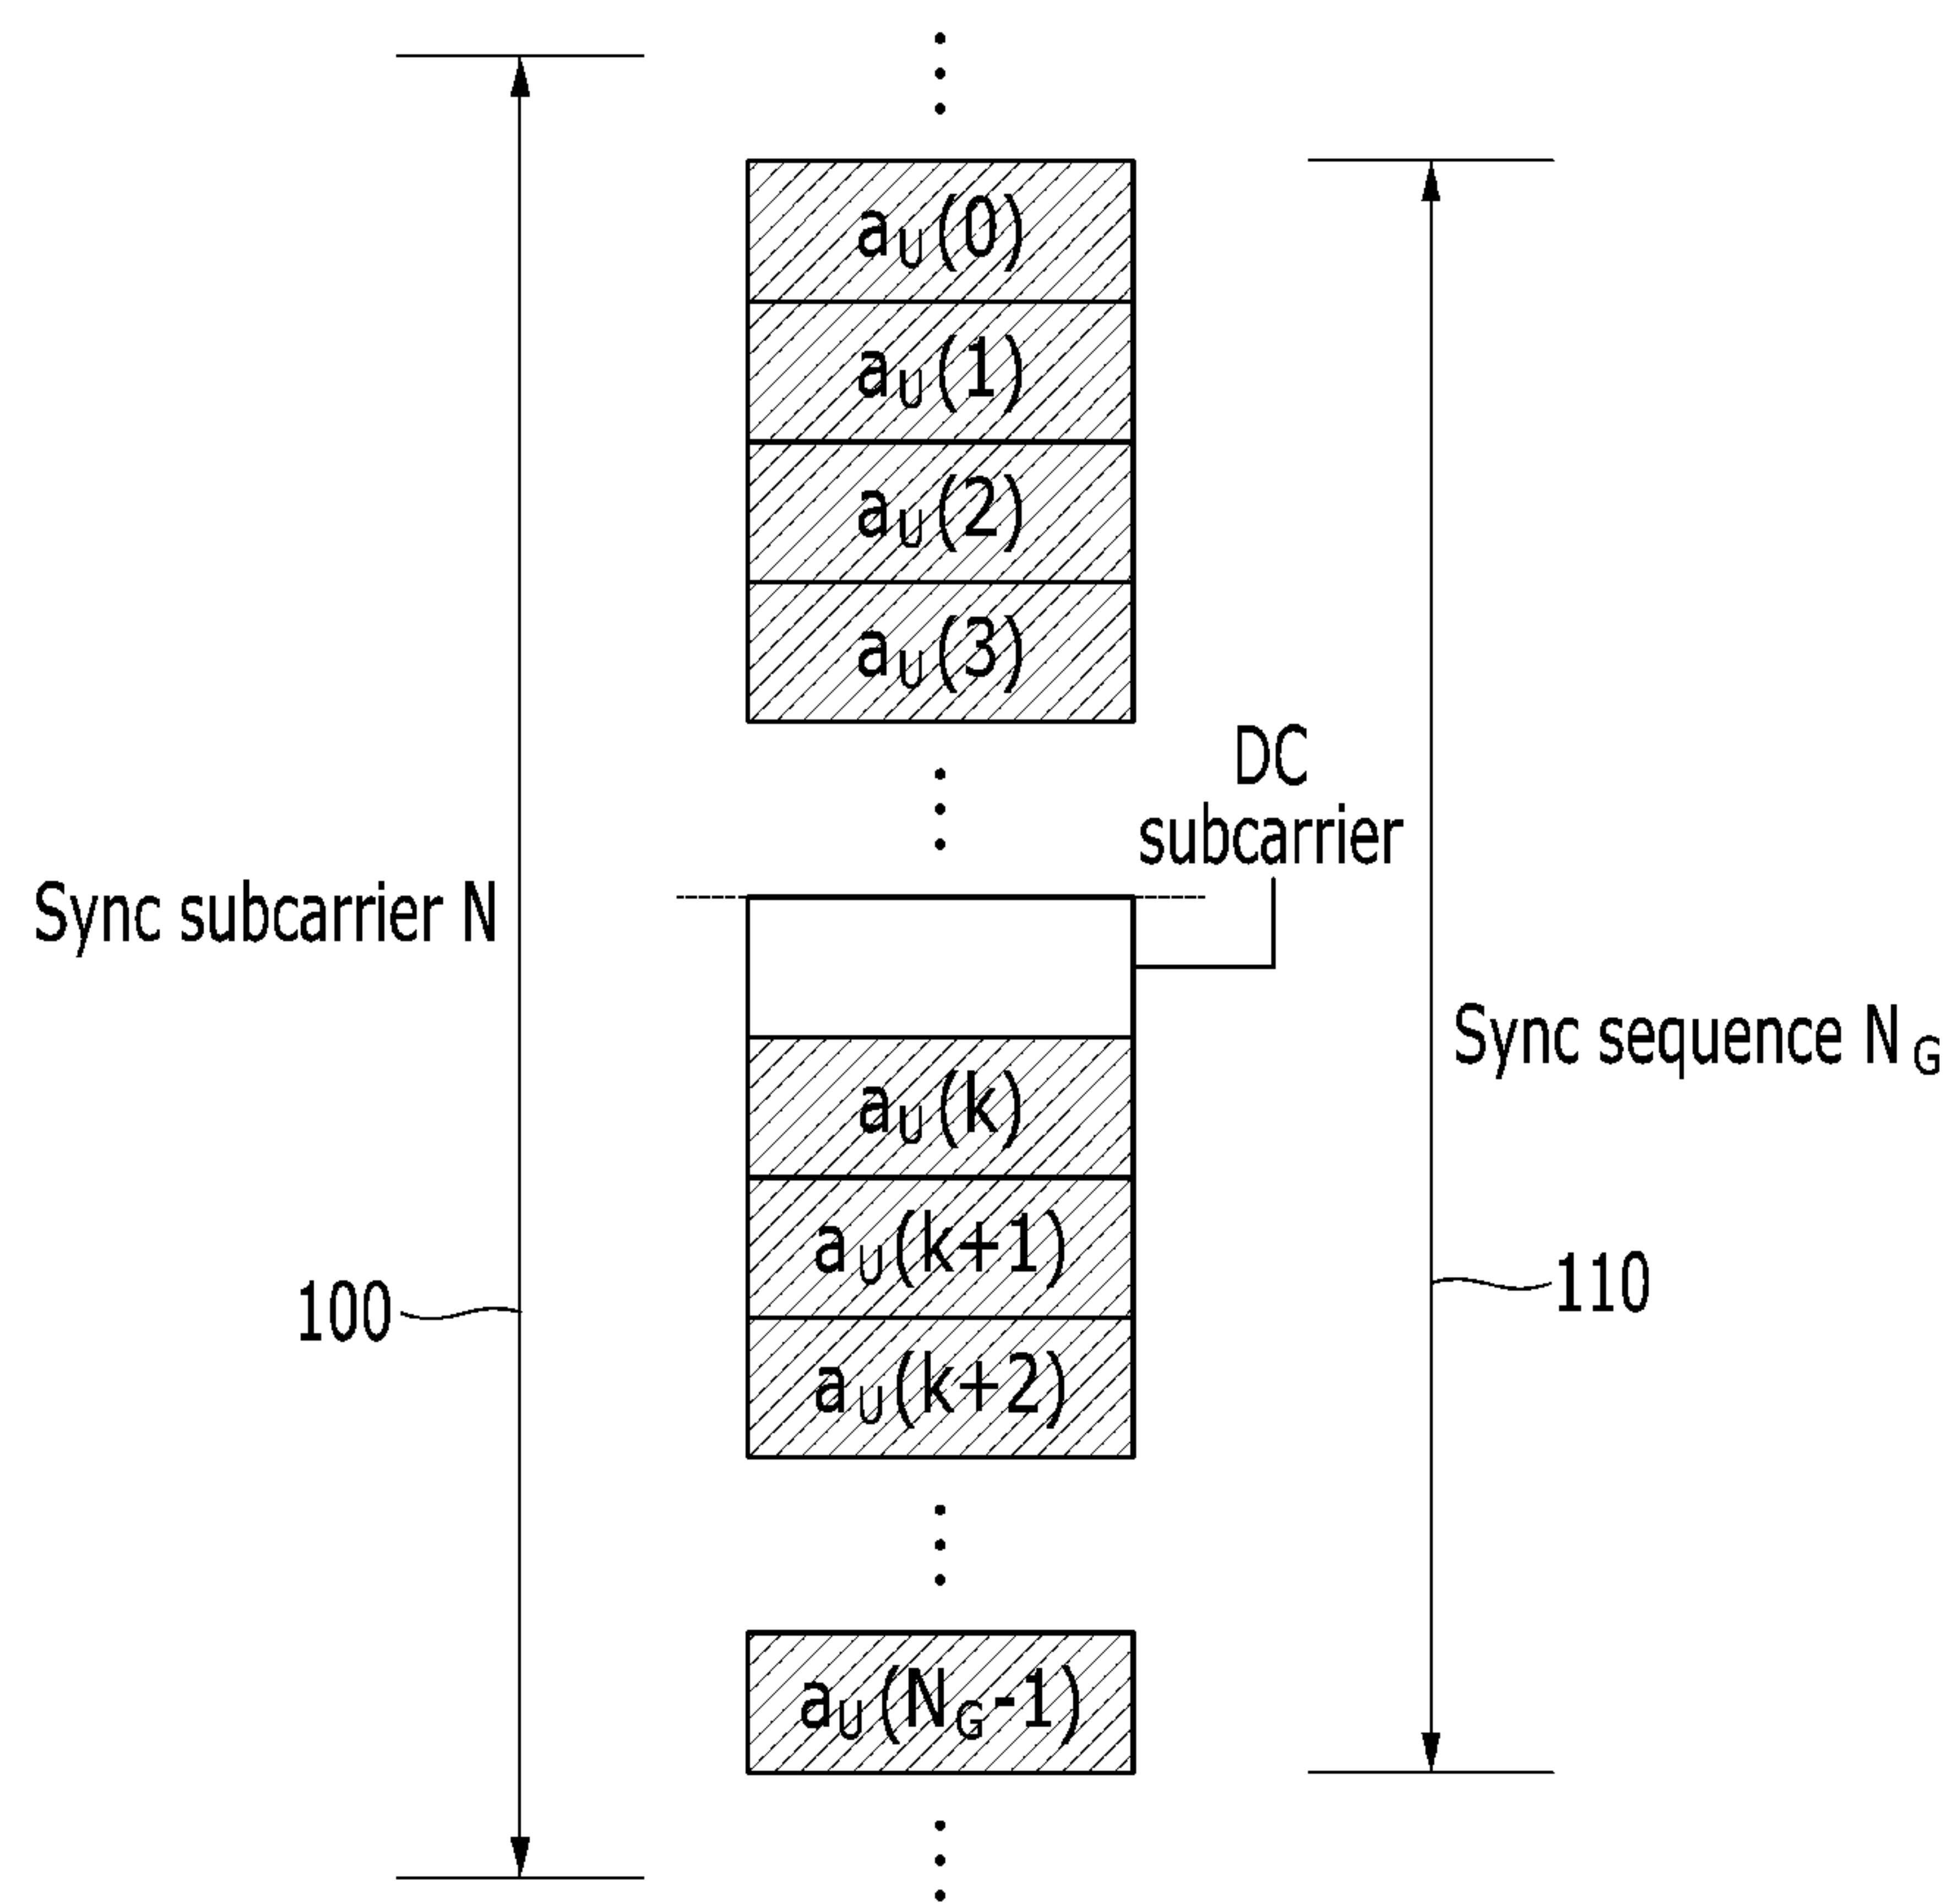 a_U(0)
a_U(1)
a_U(2)
a_U(3)
DC
subcarrier
Sync subcarrier N
Sync sequence N_G
a_U(k)
a_U(k+1)
100
110
a_U(k+2)
a_U(N_G-1)